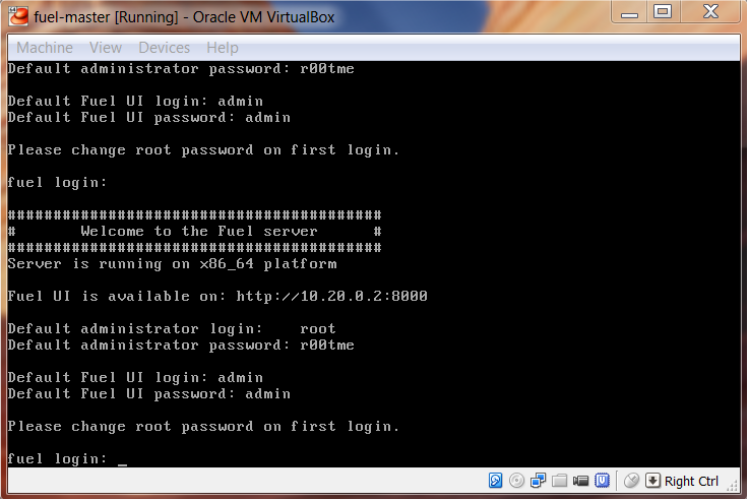 fuel-master [Running] - Oracle VM VirtualBox
Machine View Devices Help
Default administrator password: r00tme
Default Fuel UI login: admin
Default Fuel UI password: admin
Please change root password on first login.
fuel login:
#########################################
# Welcome to the Fuel server #
#########################################
Server is running on x86_64 platform
Fuel UI is available on: http://10.20.0.2:8000
Default administrator login: root
Default administrator password: r00tme
Default Fuel UI login: admin
Default Fuel UI password: admin
Please change root password on first login.
fuel login: _
Right Ctrl